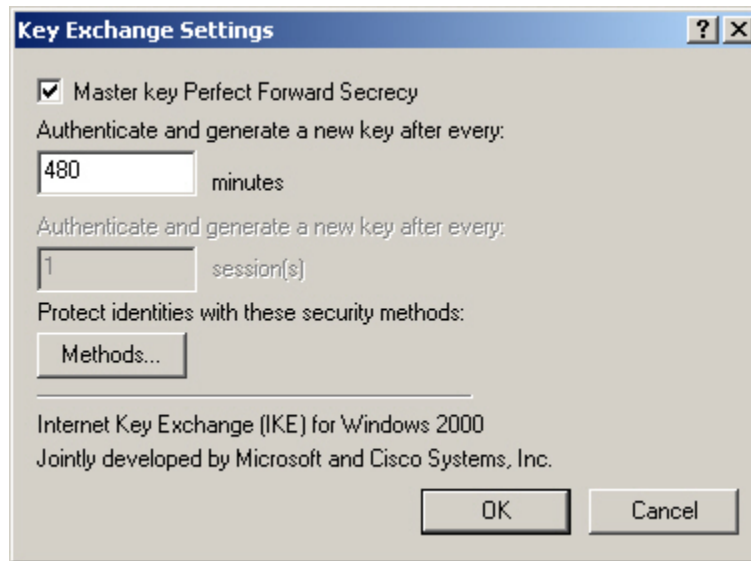 Key Exchange Settings
Master key Perfect Forward Secrecy
Authenticate and generate a new key after every:
480 minutes
Authenticate and generate a new key after every:
1 session(s)
Protect identities with these security methods:
Methods...
Internet Key Exchange (IKE) for Windows 2000
Jointly developed by Microsoft and Cisco Systems, Inc.
OK Cancel